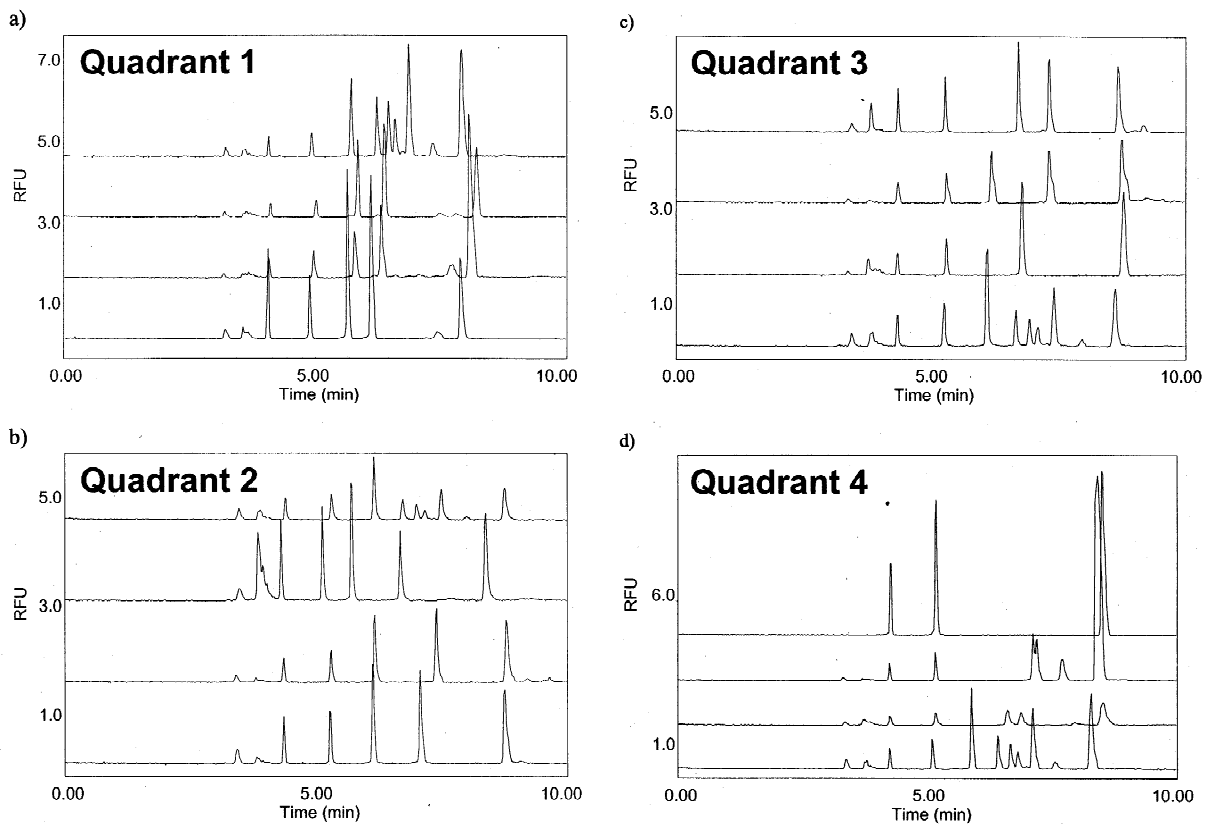 a)
Quadrant 1
7.0
5.0
3.0
1.0
RFU
0.00 5.00 10.00
Time (min)
b)
Quadrant 2
5.0
3.0
1.0
RFU
0.00 5.00 10.00
Time (min)
c)
Quadrant 3
5.0
3.0
1.0
RFU
0.00 5.00 10.00
Time (min)
d)
Quadrant 4
6.0
1.0
RFU
0.00 5.00 10.00
Time (min)